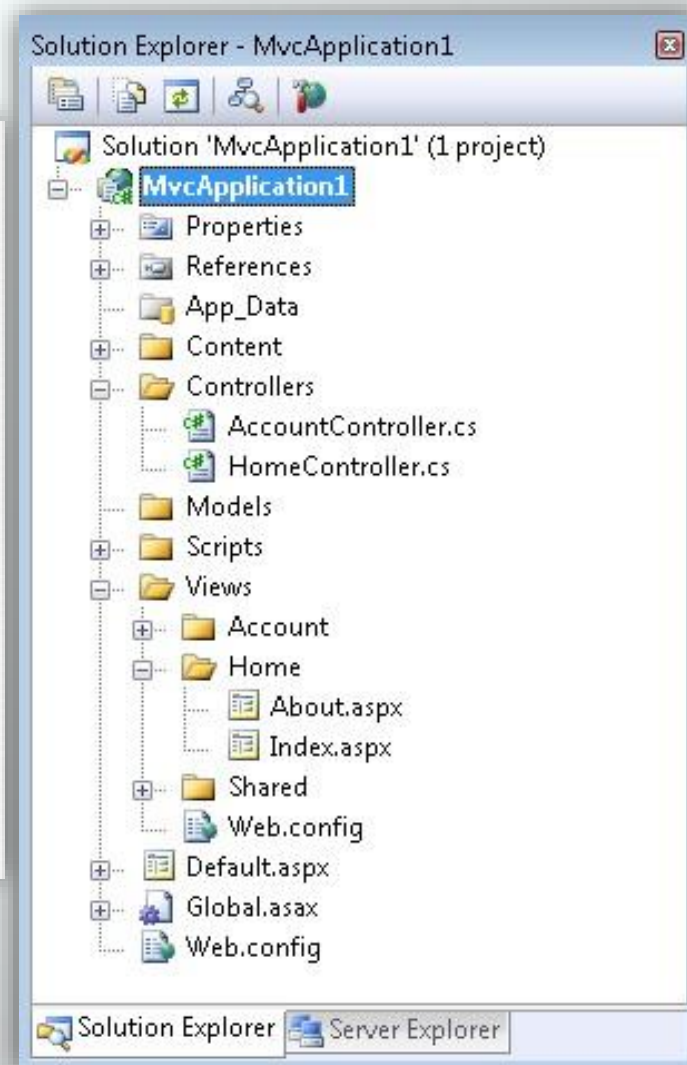 Solution Explorer - MvcApplication1
Solution 'MvcApplication1' (1 project)
MvcApplication1
Properties
References
App_Data
Content
Controllers
AccountController.cs
HomeController.cs
Models
Scripts
Views
Account
Home
About.aspx
Index.aspx
Shared
Web.config
Default.aspx
Global.asax
Web.config
Solution Explorer Server Explorer